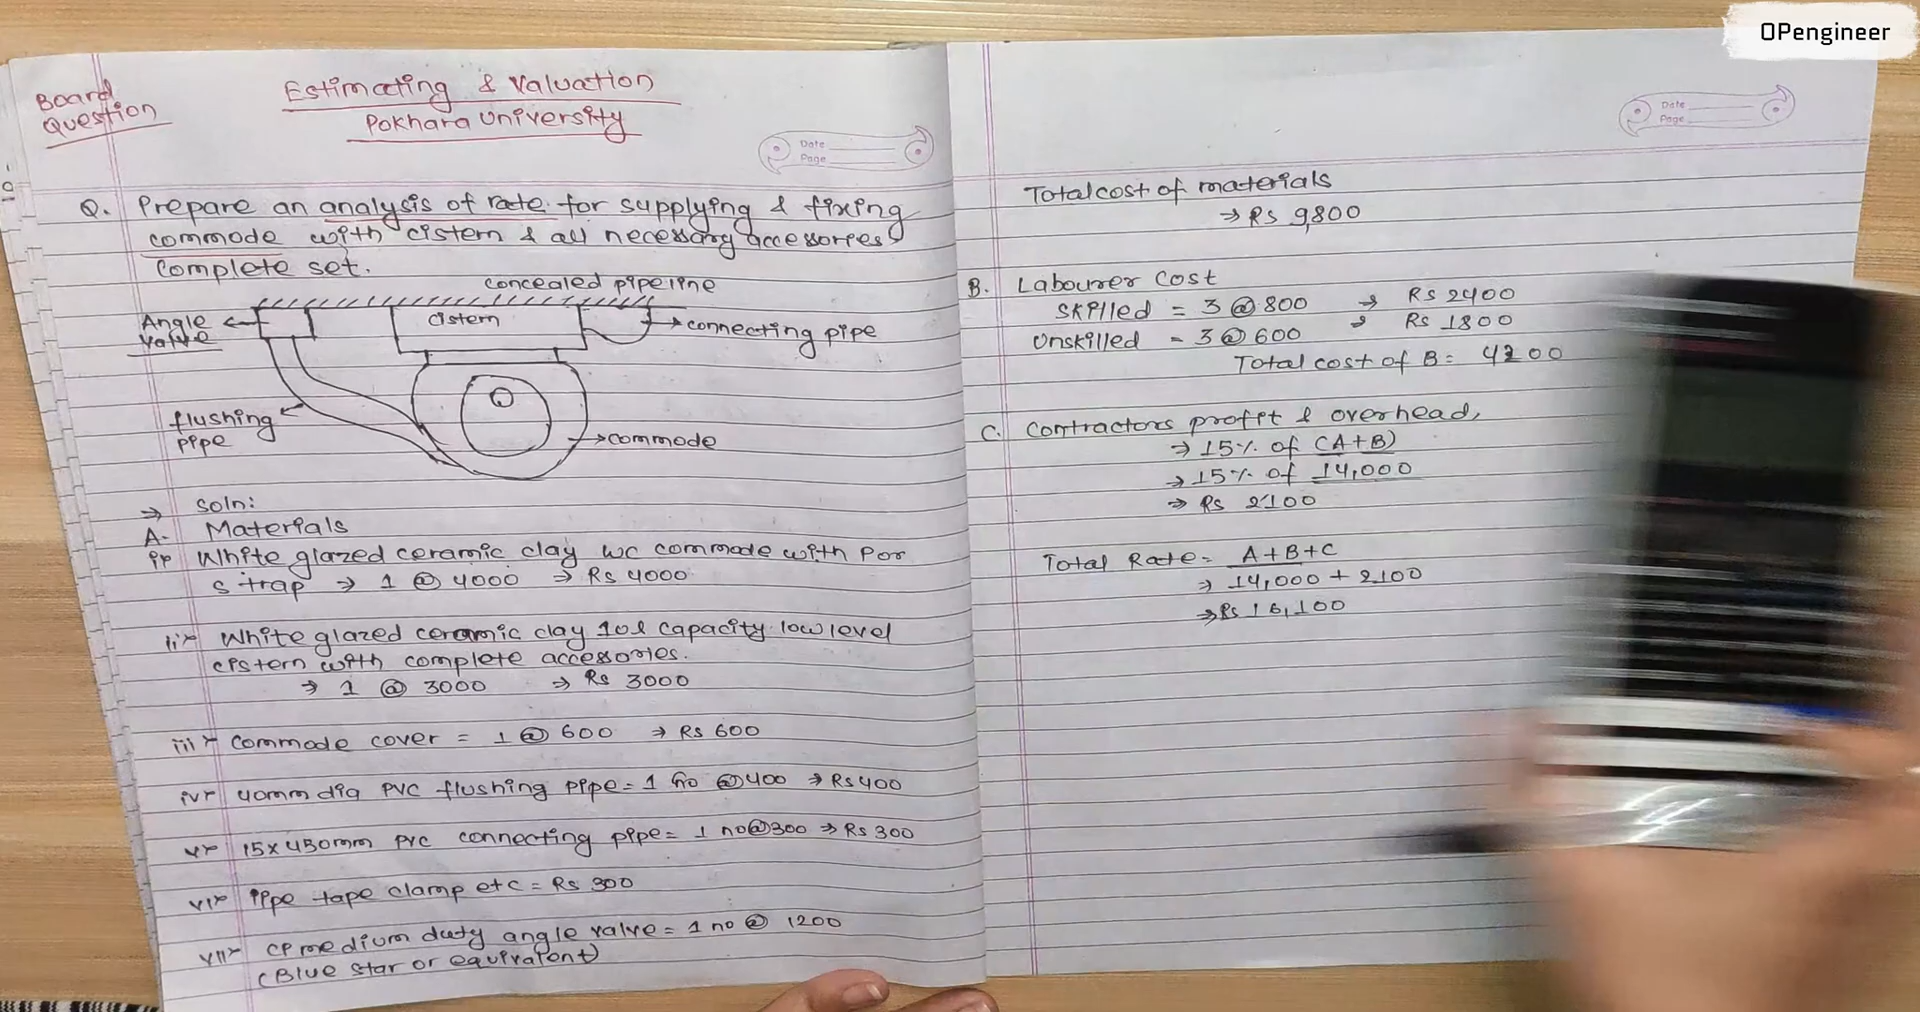 OPengineer
Board
Question
Estimating & Valuation
Pokhara University
Date
Page
Q. Prepare an analysis of rate for supplying & fixing
commode with cistern & all necessary accessories
complete set.
concealed pipeline
Angle
valve
cistern
connecting pipe
flushing
pipe
commode
⇒ Soln:
A. Materials
i> White glazed ceramic clay wc commode with P or
S trap → 1 @ 4000 ⇒ Rs 4000
ii> White glazed ceramic clay 10l capacity low level
cistern with complete accessories.
→ 1 @ 3000 ⇒ Rs 3000
iii> Commode cover = 1 @ 600 ⇒ Rs 600
iv> 40mm dia PVC flushing pipe = 1 no @ 400 ⇒ Rs 400
v> 15x450mm PVC connecting pipe = 1 no @ 300 ⇒ Rs 300
vi> Pipe tape clamp etc = Rs 300
vii> CP medium duty angle valve = 1 no @ 1200
(Blue star or equivalent)
Date
Page
Total cost of materials
→ Rs 9,800
B. Labourer cost
Skilled = 3 @ 800 → Rs 2400
Unskilled = 3 @ 600 → Rs 1800
Total cost of B = 4200
C. Contractors profit & overhead,
⇒ 15% of (A+B)
→ 15% of 14,000
⇒ Rs 2100
Total Rate = A+B+C
⇒ 14,000 + 2100
⇒ Rs 16,100